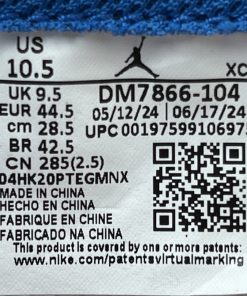 US
10.5
XC
UK 9.5
EUR 44.5
cm 28.5
BR 42.5
CN 285(2.5)
DM7866-104
05/12/24 06/17/24
UPC 0019759910697
04HK20PTEGMNX
MADE IN CHINA
HECHO EN CHINA
FABRIQUE EN CHINE
FABRICADO NA CHINA
This product is covered by one or more patents
www.nike.com/patentsvirtualmarking